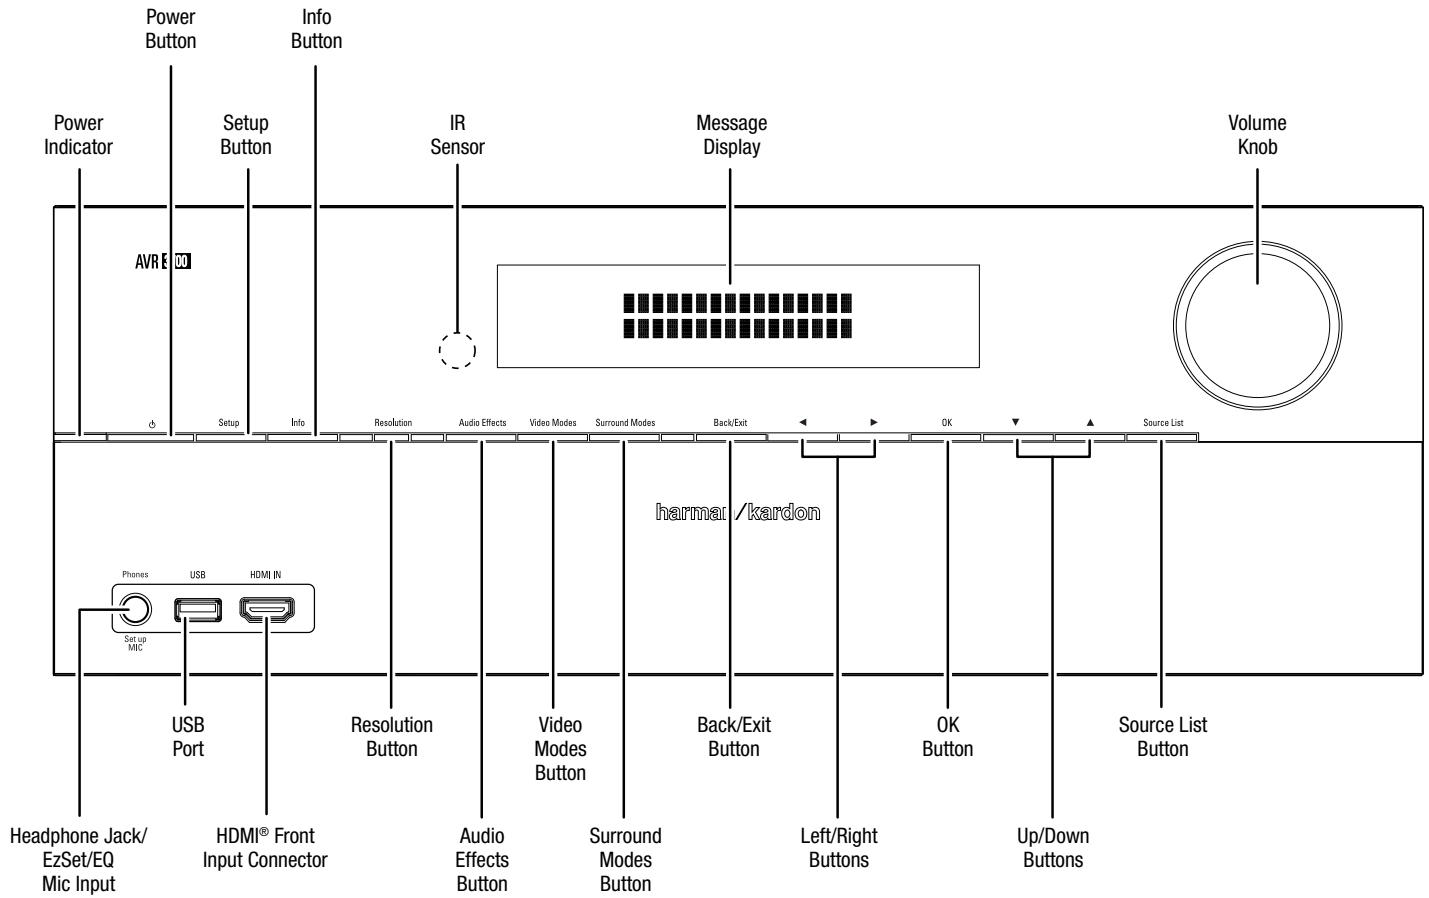 Power
Button
Info
Button
Power
Indicator
Setup
Button
IR
Sensor
Message
Display
Volume
Knob
AVR
Setup
Info
Resolution
Audio Effects
Video Modes
Surround Modes
Back/Exit
◀
▶
OK
▼
▲
Source List
harman/kardon
Phones
USB
HDMI IN
Set up
MIC
USB
Port
Resolution
Button
Video
Modes
Button
Back/Exit
Button
OK
Button
Source List
Button
Headphone Jack/
EzSet/EQ
Mic Input
HDMI® Front
Input Connector
Audio
Effects
Button
Surround
Modes
Button
Left/Right
Buttons
Up/Down
Buttons